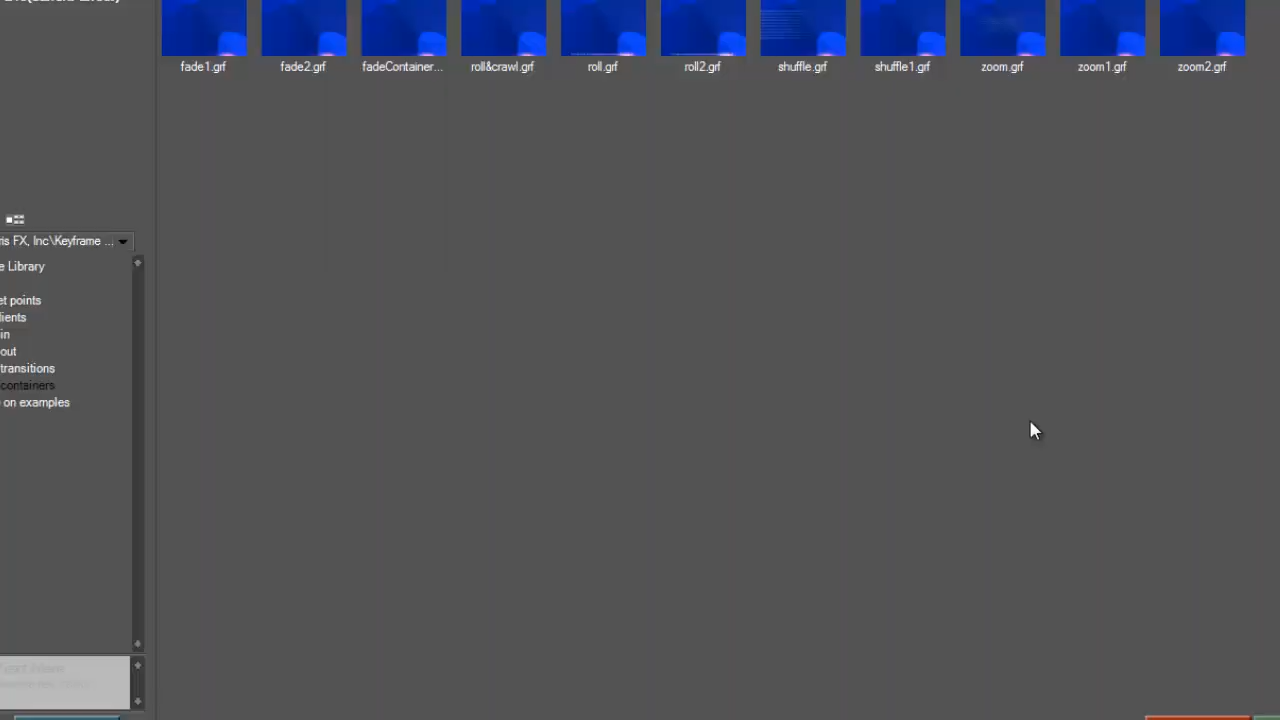 fade1.grf
fade2.grf
fadeContainer...
roll&crawl.grf
roll.grf
roll2.grf
shuffle.grf
shuffle1.grf
zoom.grf
zoom1.grf
zoom2.grf
ris FX, Inc\Keyframe ...
e Library
et points
lients
in
out
transitions
containers
on examples